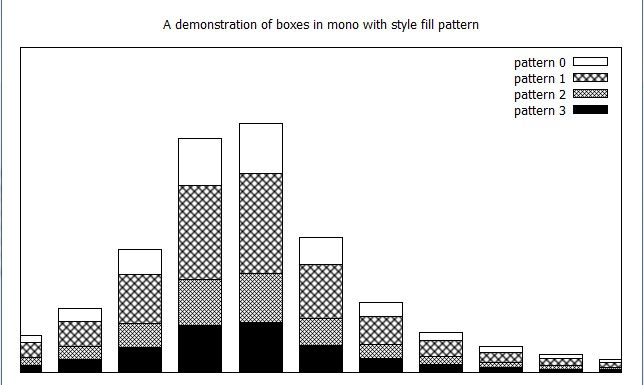 A demonstration of boxes in mono with style fill pattern
pattern 0
pattern 1
pattern 2
pattern 3